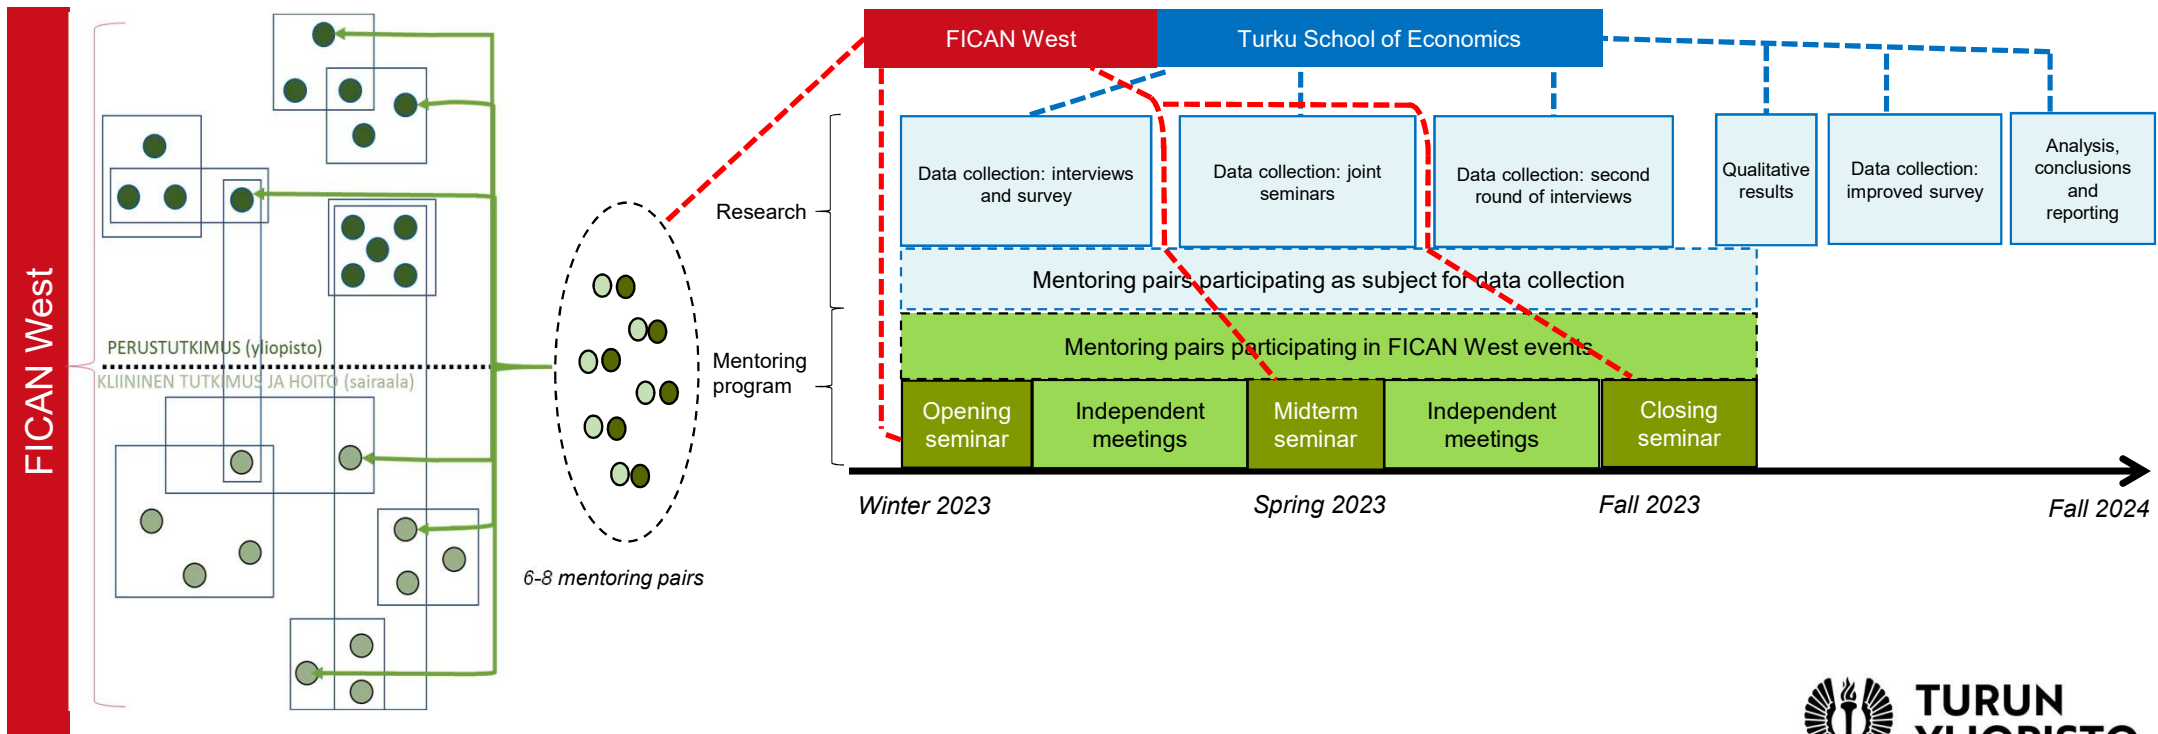 FICAN West
PERUSTUTKIMUS (yliopisto)
KLIININEN TUTKIMUS JA HOITO (sairaala)
6-8 mentoring pairs
FICAN West
Turku School of Economics
Research
Data collection: interviews
and survey
Data collection: joint
seminars
Data collection: second
round of interviews
Qualitative
results
Data collection:
improved survey
Analysis,
conclusions
and
reporting
Mentoring pairs participating as subject for data collection
Mentoring
program
Mentoring pairs participating in FICAN West events
Opening
seminar
Independent
meetings
Midterm
seminar
Independent
meetings
Closing
seminar
Winter 2023
Spring 2023
Fall 2023
Fall 2024
TURUN
YLIOPISTO